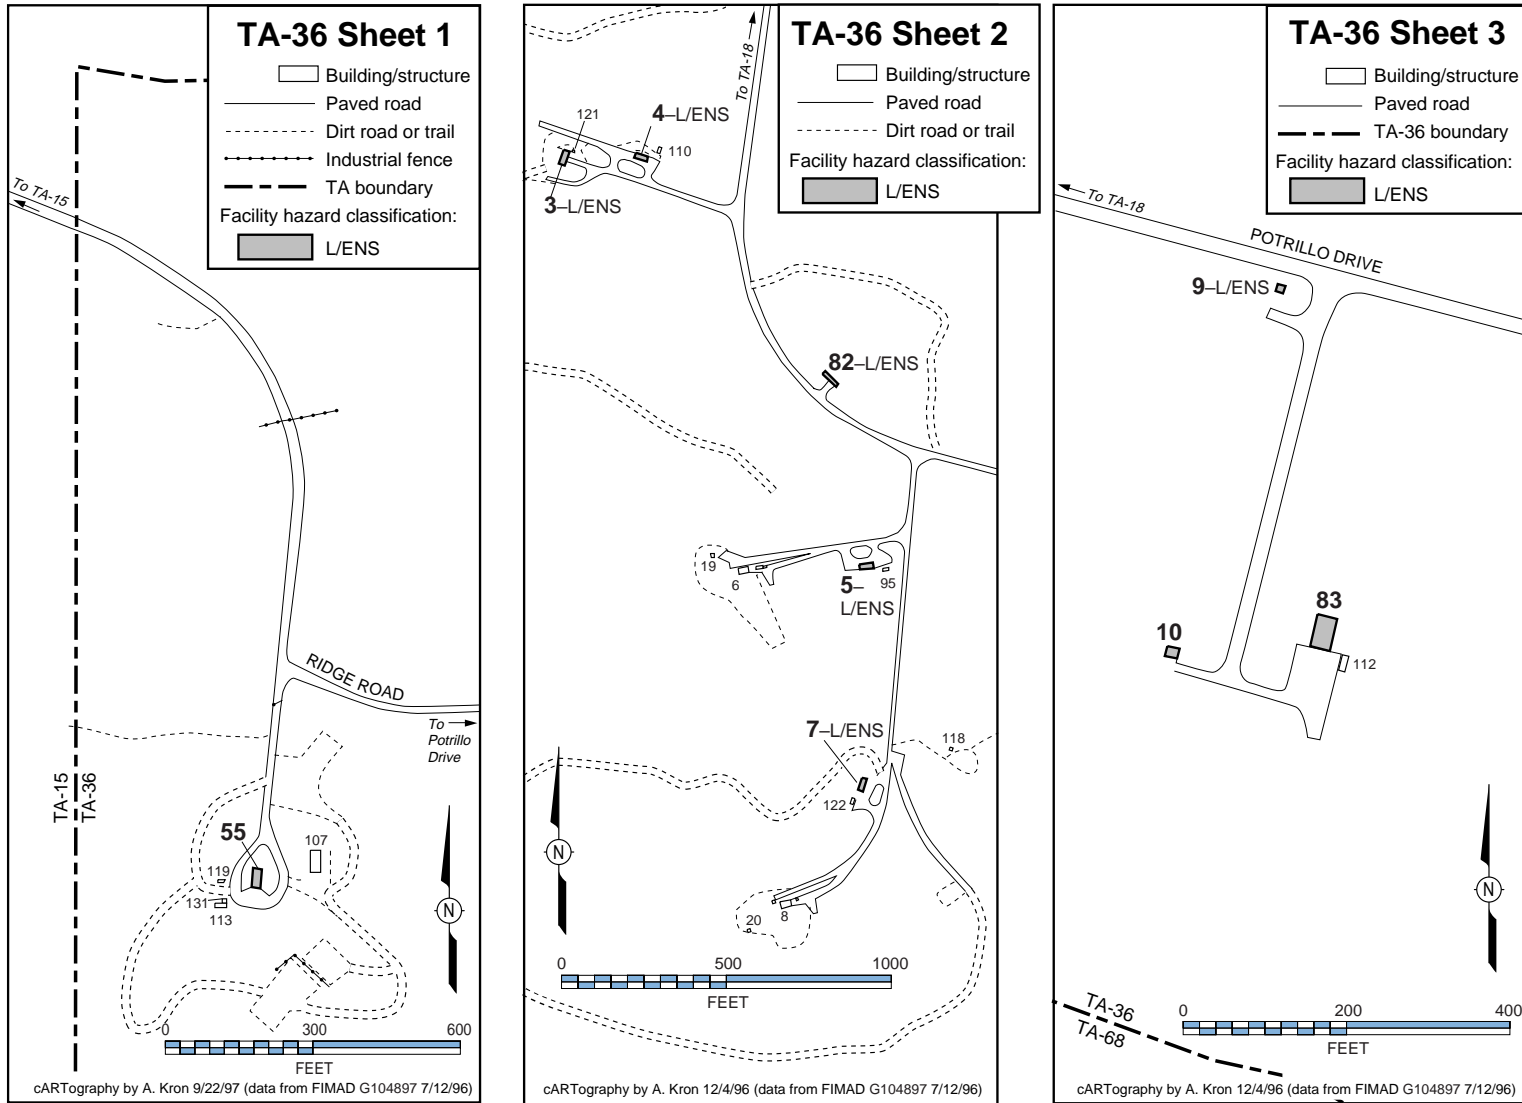 TA-36 Sheet 1
Building/structure
Paved road
Dirt road or trail
Industrial fence
TA boundary
Facility hazard classification:
L/ENS
To TA-15
RIDGE ROAD
To
Potrillo
Drive
TA-15
TA-36
55
107
119
131
113
N
0 300 600
FEET
cARTography by A. Kron 9/22/97 (data from FIMAD G104897 7/12/96)
TA-36 Sheet 2
Building/structure
Paved road
Dirt road or trail
Facility hazard classification:
L/ENS
To TA-18
121
4–L/ENS
110
3–L/ENS
82–L/ENS
19
6
5–
L/ENS
95
7–L/ENS
118
122
20
8
N
0 500 1000
FEET
cARTography by A. Kron 12/4/96 (data from FIMAD G104897 7/12/96)
TA-36 Sheet 3
Building/structure
Paved road
TA-36 boundary
Facility hazard classification:
L/ENS
To TA-18
POTRILLO DRIVE
9–L/ENS
83
10
112
N
TA-36
TA-68
0 200 400
FEET
cARTography by A. Kron 12/4/96 (data from FIMAD G104897 7/12/96)